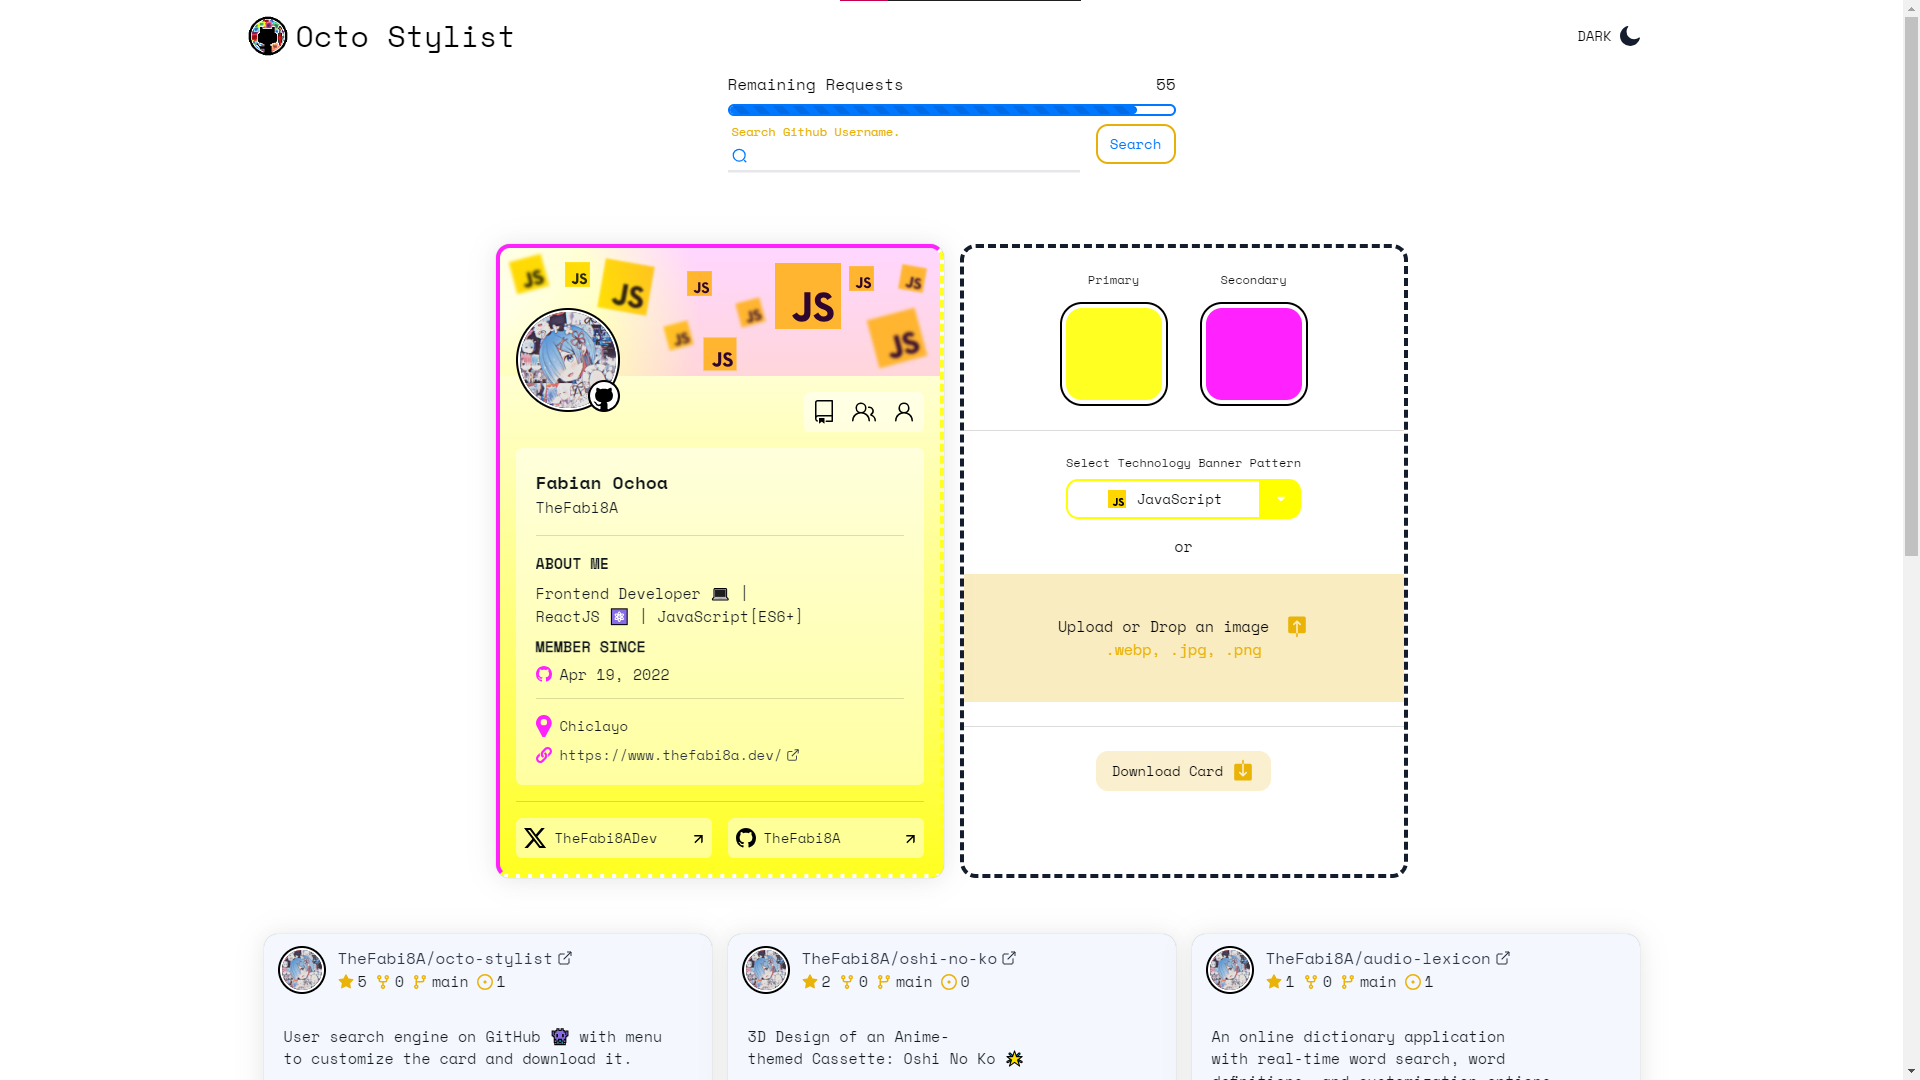 Octo Stylist
DARK
Remaining Requests 55
Search Github Username.
Search
JS JS JS JS JS JS JS JS JS JS JS
Primary Secondary
Fabian Ochoa
TheFabi8A
ABOUT ME
Frontend Developer 💻 |
ReactJS ⚛️ | JavaScript[ES6+]
MEMBER SINCE
Apr 19, 2022
Chiclayo
https://www.thefabi8a.dev/
TheFabi8ADev
TheFabi8A
Select Technology Banner Pattern
JS JavaScript
or
Upload or Drop an image
.webp, .jpg, .png
Download Card
TheFabi8A/octo-stylist
5 0 main 1
User search engine on GitHub 👾 with menu
to customize the card and download it.
TheFabi8A/oshi-no-ko
2 0 main 0
3D Design of an Anime-
themed Cassette: Oshi No Ko 🌟
TheFabi8A/audio-lexicon
1 0 main 1
An online dictionary application
with real-time word search, word
definitions, and customization options